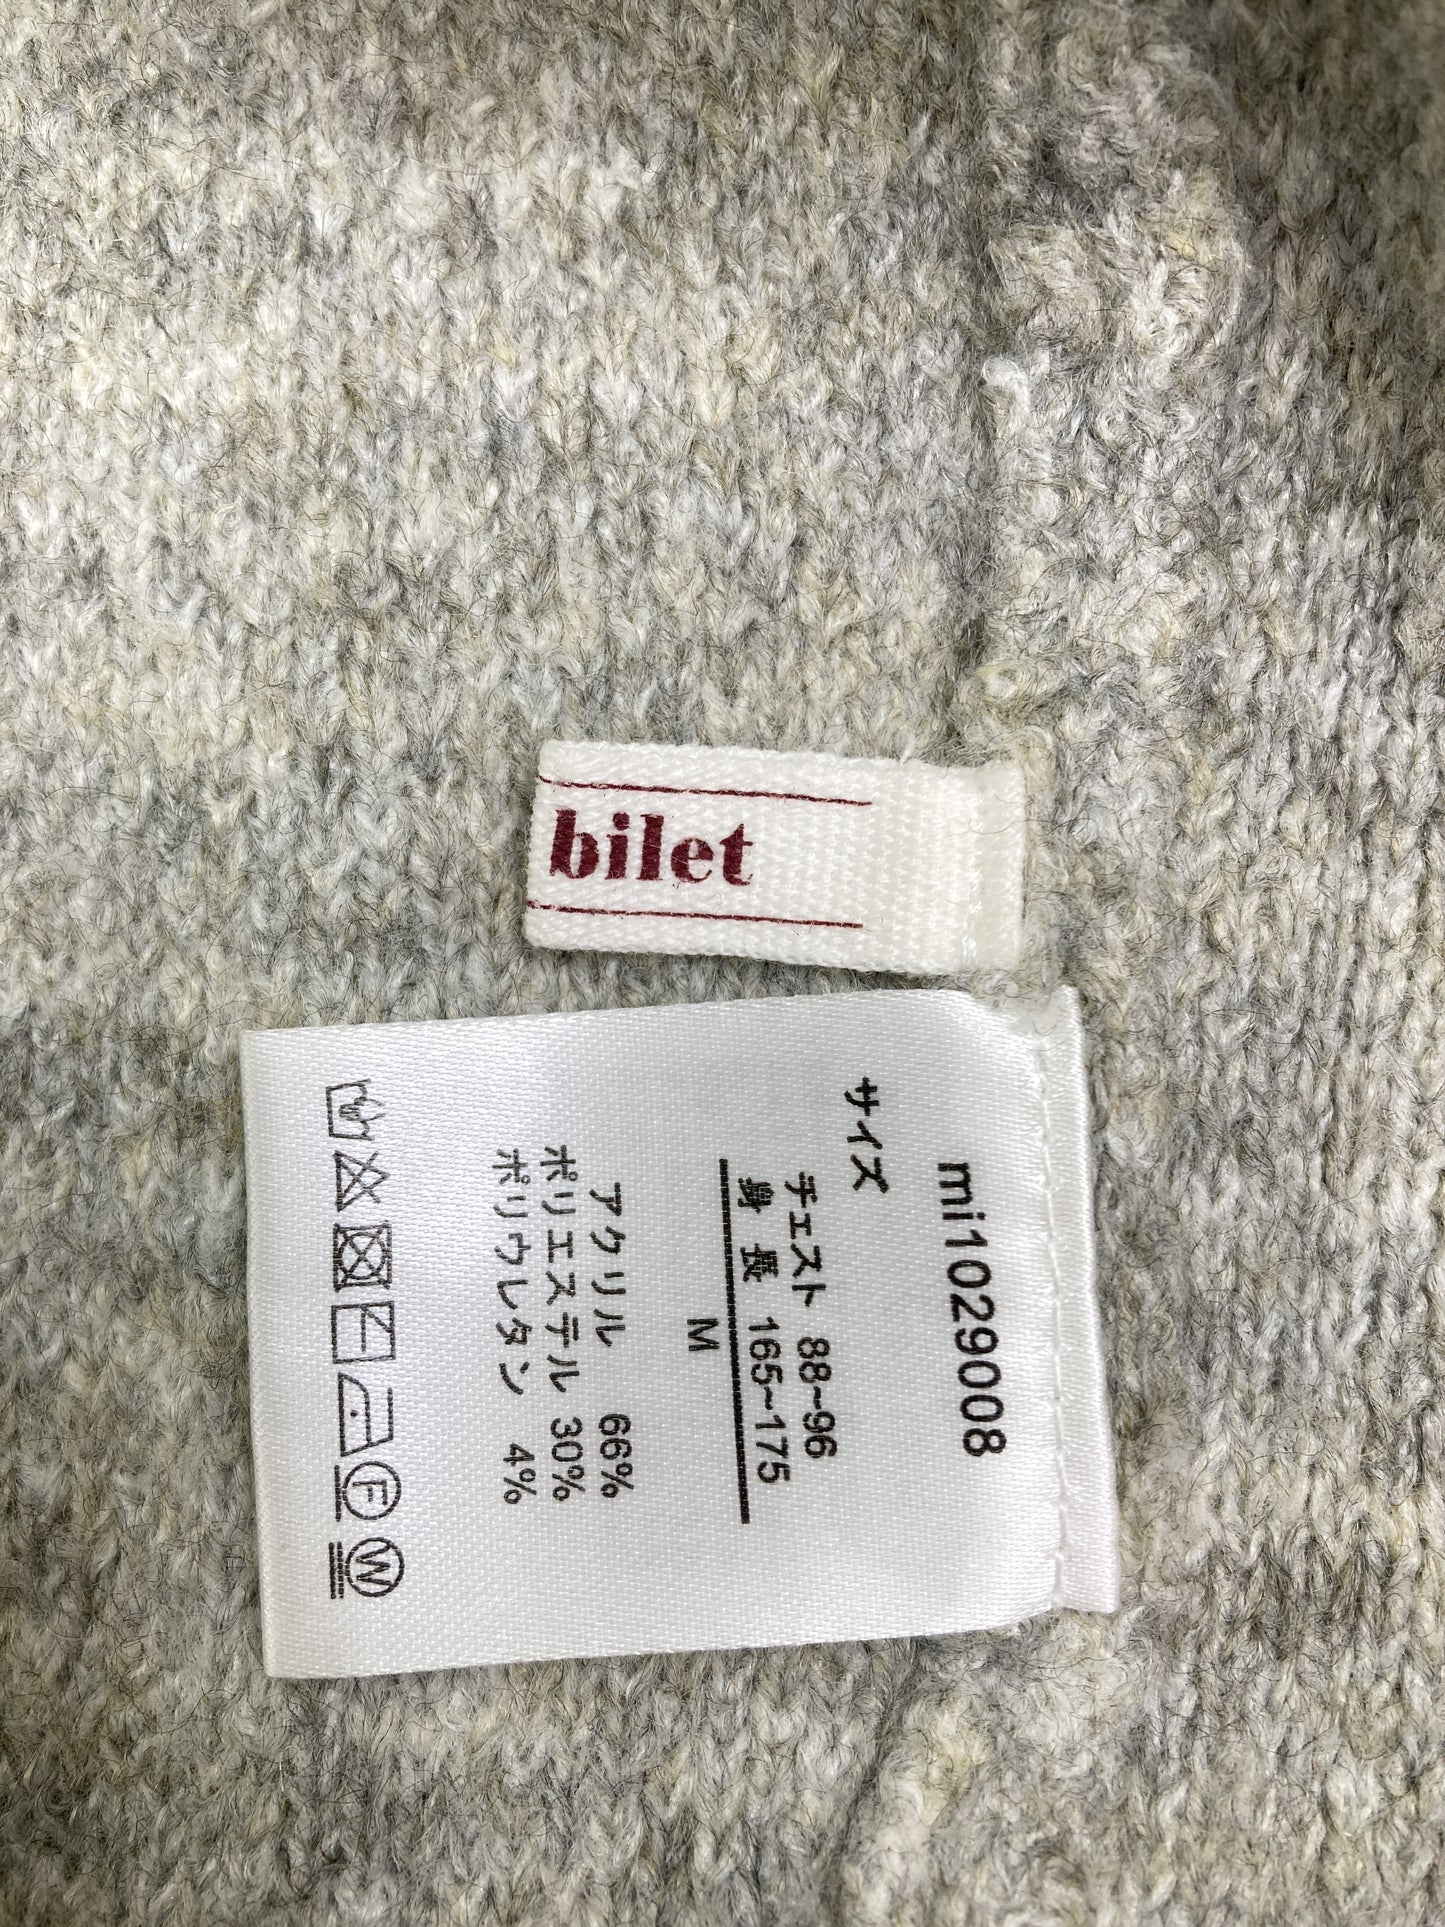 bilet
mi1029008
サイズ
チェスト 88~96
身 長 165~175
M
アクリル 66%
ポリエステル 30%
ポリウレタン 4%
F
W